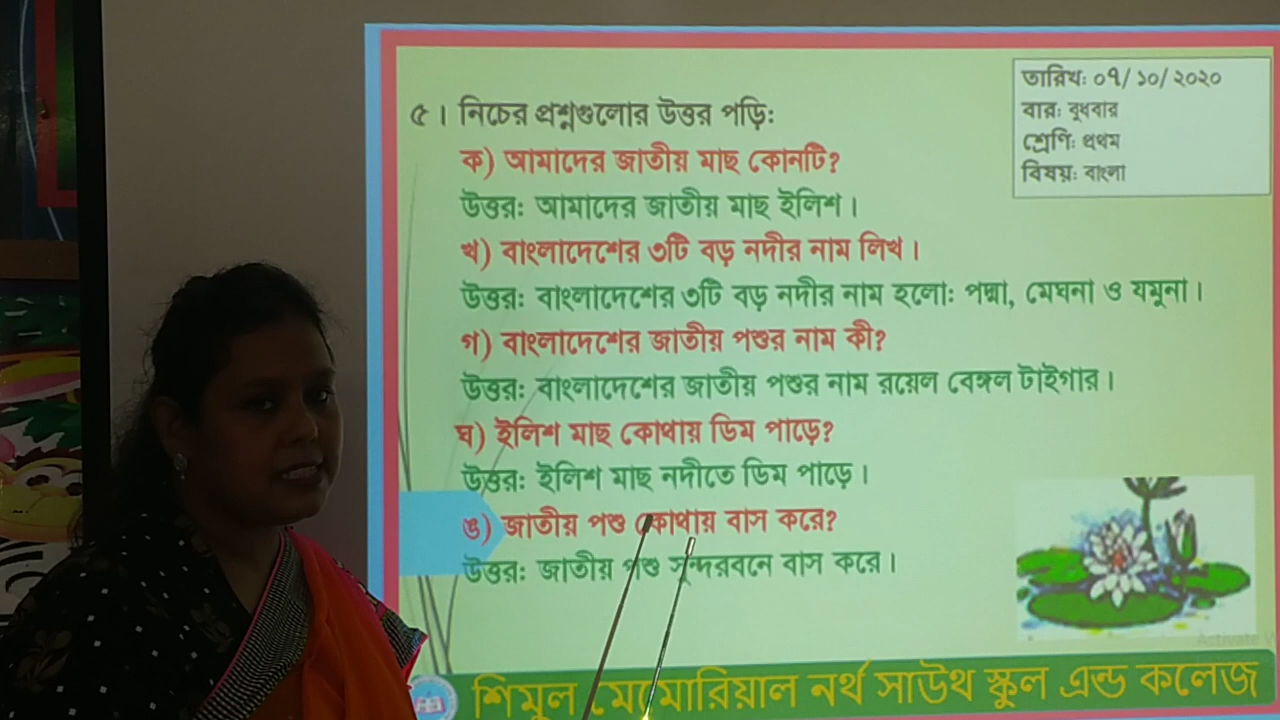 তারিখ: ০৭/ ১০/ ২০২০
বার: বুধবার
শ্রেণি: প্রথম
বিষয়: বাংলা
৫। নিচের প্রশ্নগুলোর উত্তর পড়ি:
ক) আমাদের জাতীয় মাছ কোনটি?
উত্তর: আমাদের জাতীয় মাছ ইলিশ।
খ) বাংলাদেশের ৩টি বড় নদীর নাম লিখ।
উত্তর: বাংলাদেশের ৩টি বড় নদীর নাম হলো: পদ্মা, মেঘনা ও যমুনা।
গ) বাংলাদেশের জাতীয় পশুর নাম কী?
উত্তর: বাংলাদেশের জাতীয় পশুর নাম রয়েল বেঙ্গল টাইগার।
ঘ) ইলিশ মাছ কোথায় ডিম পাড়ে?
উত্তর: ইলিশ মাছ নদীতে ডিম পাড়ে।
ঙ) জাতীয় পশু কোথায় বাস করে?
উত্তর: জাতীয় পশু সুন্দরবনে বাস করে।
Activate
শিমুল মেমোরিয়াল নর্থ সাউথ স্কুল এন্ড কলেজ